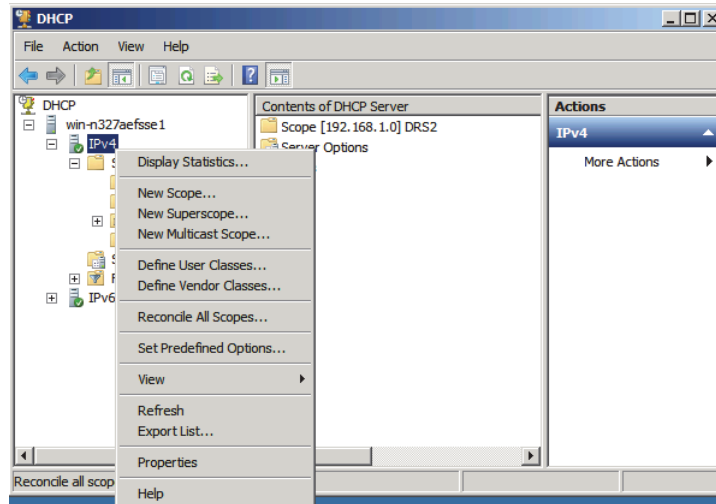 DHCP
File Action View Help
DHCP
win-n327aefsse1
IPv4
IPv6
Contents of DHCP Server
Scope [192.168.1.0] DRS2
Server Options
Actions
IPv4
More Actions
Display Statistics...
New Scope...
New Superscope...
New Multicast Scope...
Define User Classes...
Define Vendor Classes...
Reconcile All Scopes...
Set Predefined Options...
View
Refresh
Export List...
Properties
Help
Reconcile all scop